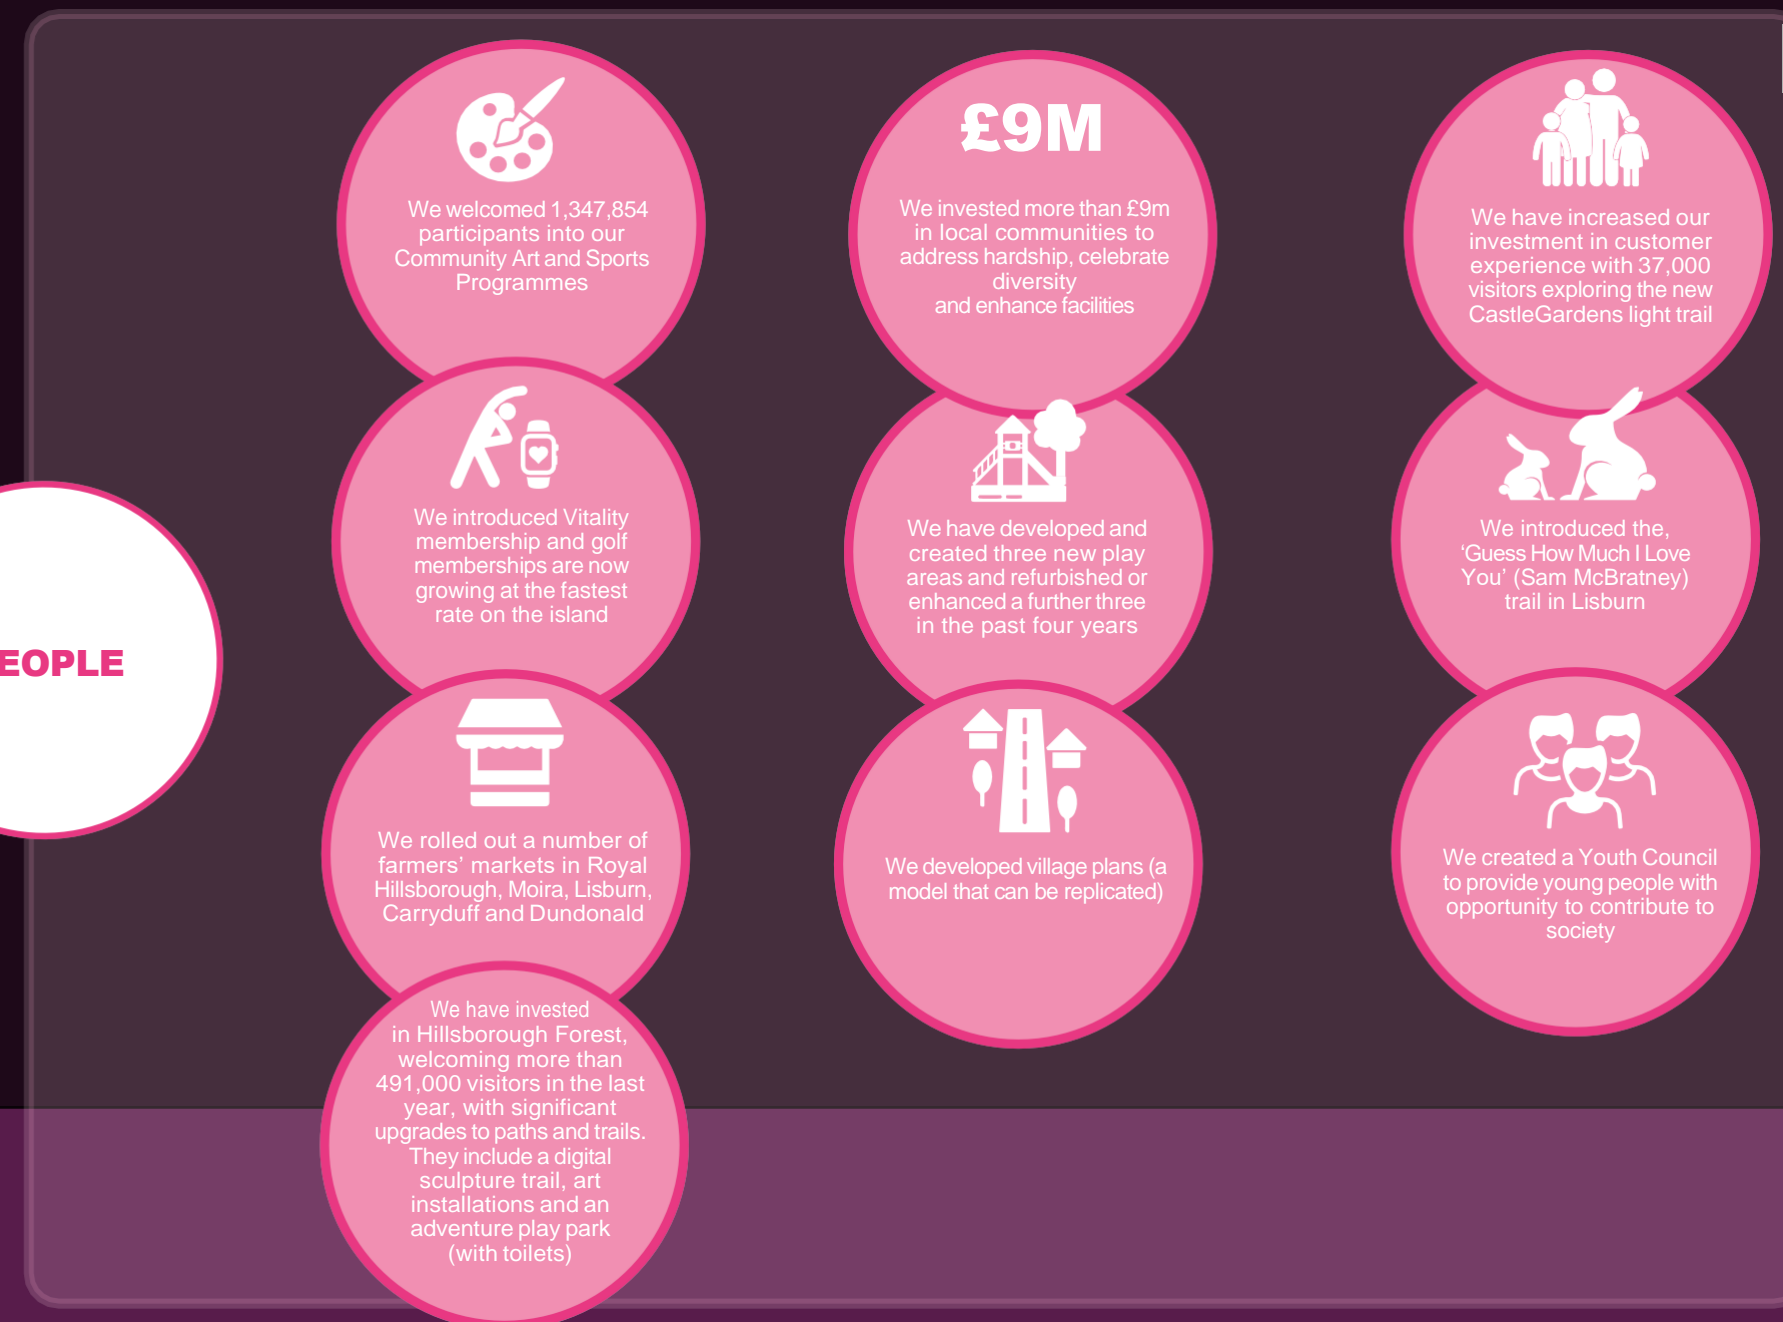 EOPLE
We welcomed 1,347,854
participants into our
Community Art and Sports
Programmes
We introduced Vitality
membership and golf
memberships are now
growing at the fastest
rate on the island
We rolled out a number of
farmers’ markets in Royal
Hillsborough, Moira, Lisburn,
Carryduff and Dundonald
We have invested
in Hillsborough Forest,
welcoming more than
491,000 visitors in the last
year, with significant
upgrades to paths and trails.
They include a digital
sculpture trail, art
installations and an
adventure play park
(with toilets)
£9M
We invested more than £9m
in local communities to
address hardship, celebrate
diversity
and enhance facilities
We have developed and
created three new play
areas and refurbished or
enhanced a further three
in the past four years
We developed village plans (a
model that can be replicated)
We have increased our
investment in customer
experience with 37,000
visitors exploring the new
CastleGardens light trail
We introduced the,
‘Guess How Much I Love
You’ (Sam McBratney)
trail in Lisburn
We created a Youth Council
to provide young people with
opportunity to contribute to
society